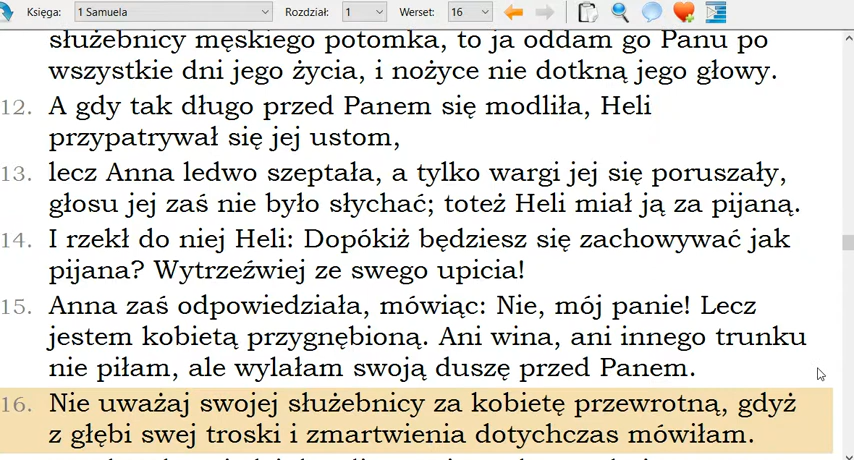 Księga: 1 Samuela Rozdział: 1 Werset: 16
służebnicy męskiego potomka, to ja oddam go Panu po
wszystkie dni jego życia, i nożyce nie dotkną jego głowy.
12. A gdy tak długo przed Panem się modliła, Heli
przypatrywał się jej ustom,
13. lecz Anna ledwo szeptała, a tylko wargi jej się poruszały,
głosu jej zaś nie było słychać; toteż Heli miał ją za pijaną.
14. I rzekł do niej Heli: Dopókiż będziesz się zachowywać jak
pijana? Wytrzeźwiej ze swego upicia!
15. Anna zaś odpowiedziała, mówiąc: Nie, mój panie! Lecz
jestem kobietą przygnębioną. Ani wina, ani innego trunku
nie piłam, ale wylałam swoją duszę przed Panem.
16. Nie uważaj swojej służebnicy za kobietę przewrotną, gdyż
z głębi swej troski i zmartwienia dotychczas mówiłam.